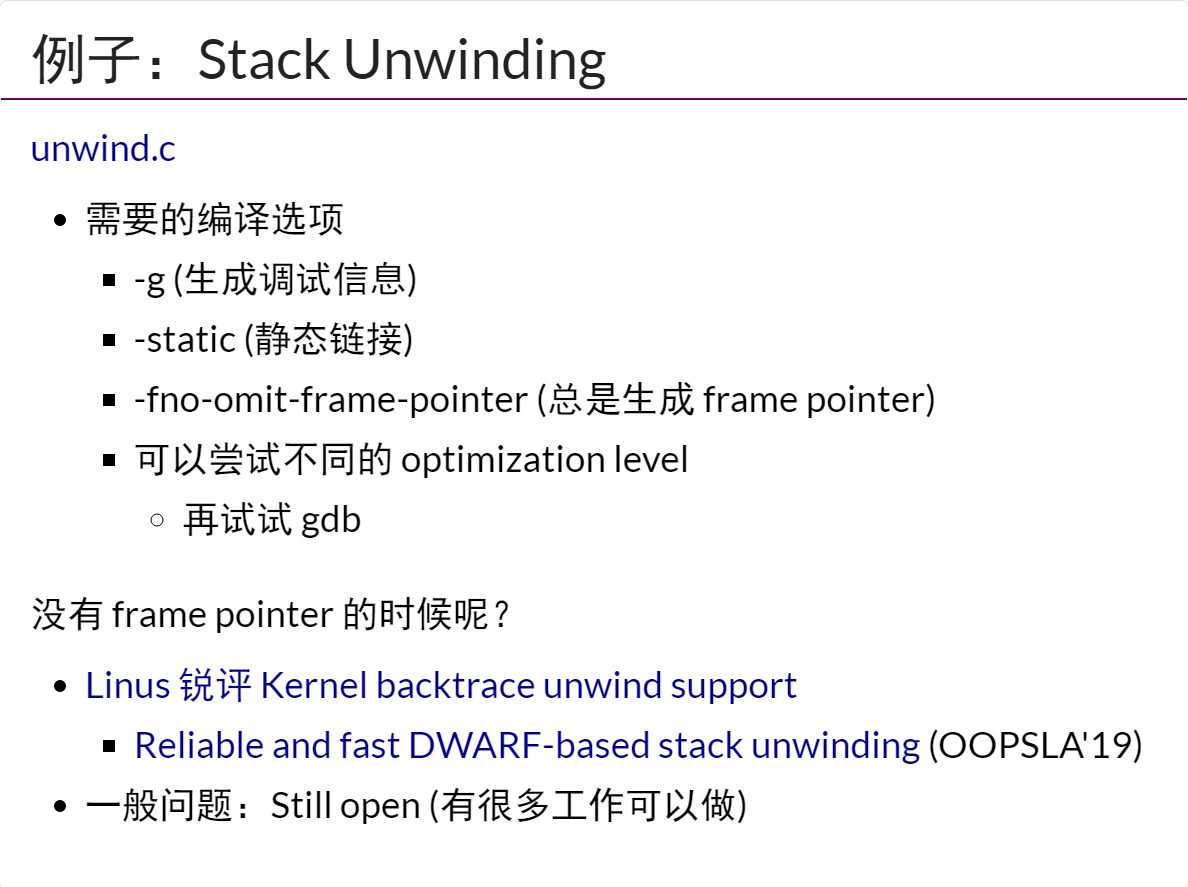 例子：Stack Unwinding
unwind.c
需要的编译选项
-g (生成调试信息)
-static (静态链接)
-fno-omit-frame-pointer (总是生成 frame pointer)
可以尝试不同的 optimization level
再试试 gdb
没有 frame pointer 的时候呢？
Linus 锐评 Kernel backtrace unwind support
Reliable and fast DWARF-based stack unwinding (OOPSLA'19)
一般问题：Still open (有很多工作可以做)